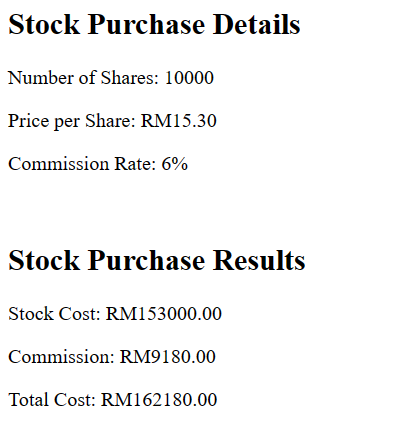 Stock Purchase Details
Number of Shares: 10000
Price per Share: RM15.30
Commission Rate: 6%
Stock Purchase Results
Stock Cost: RM153000.00
Commission: RM9180.00
Total Cost: RM162180.00